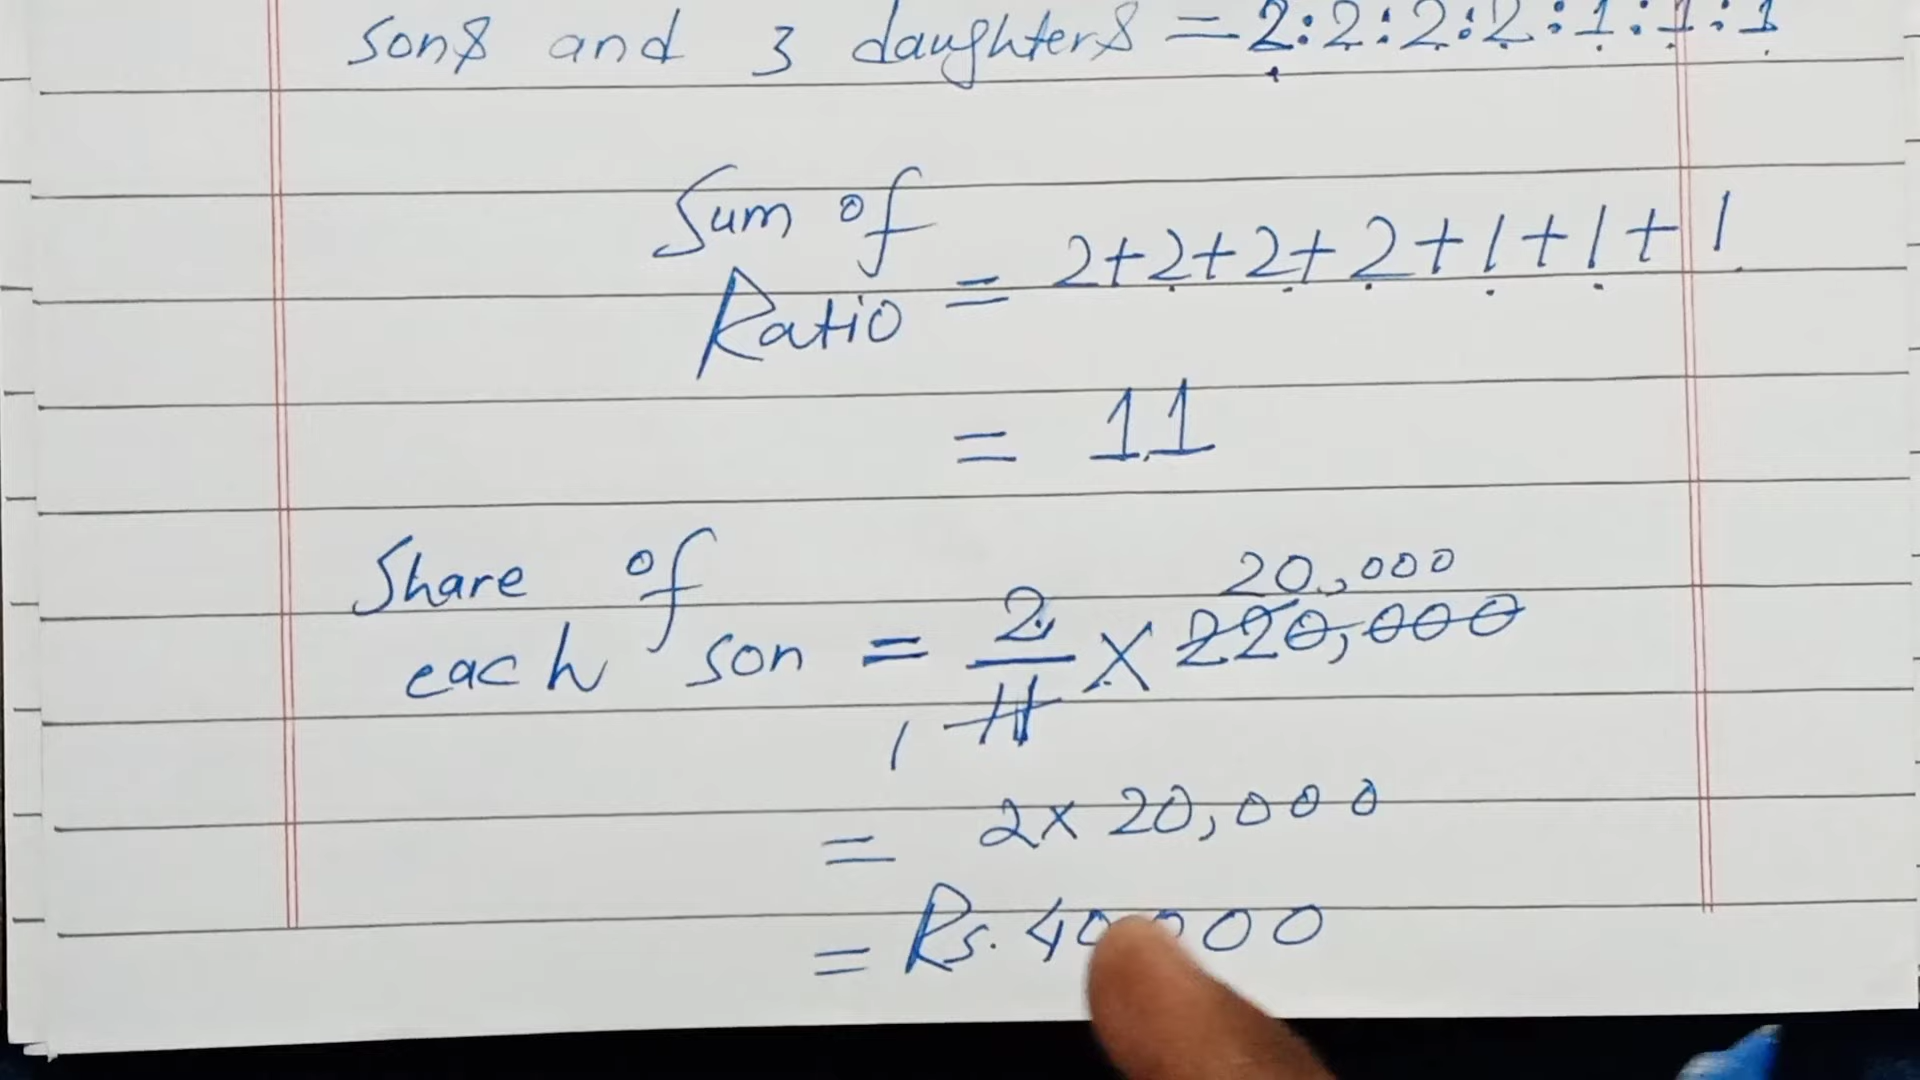 sons and 3 daughters = 2:2:2:2:1:1:1
Sum of
Ratio = 2+2+2+2+1+1+1
= 11
20,000
Share of
each son = 2/11 X 220,000
1
= 2x 20,000
= Rs. 40,000